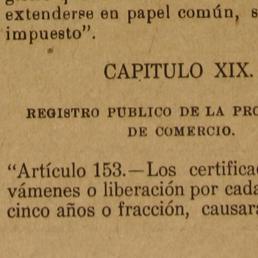 extenderse en papel común, s
impuesto".
CAPITULO XIX.
REGISTRO PUBLICO DE LA PRO
DE COMERCIO.
"Artículo 153.—Los certifica
vámenes o liberación por cada
cinco años o fracción, causar